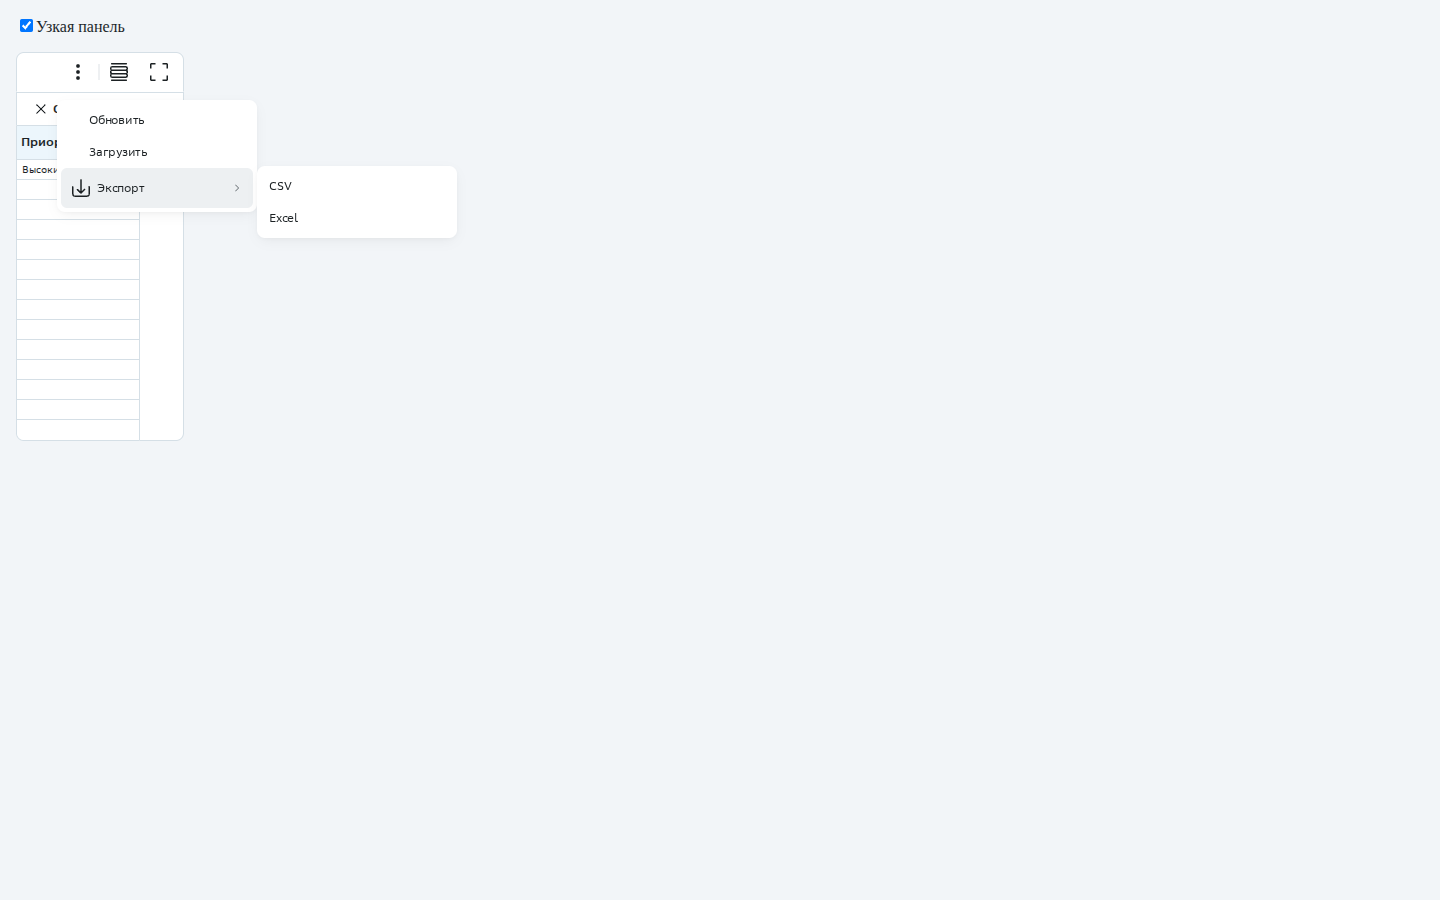 Узкая панель
Обновить
Загрузить
Экспорт
CSV
Excel